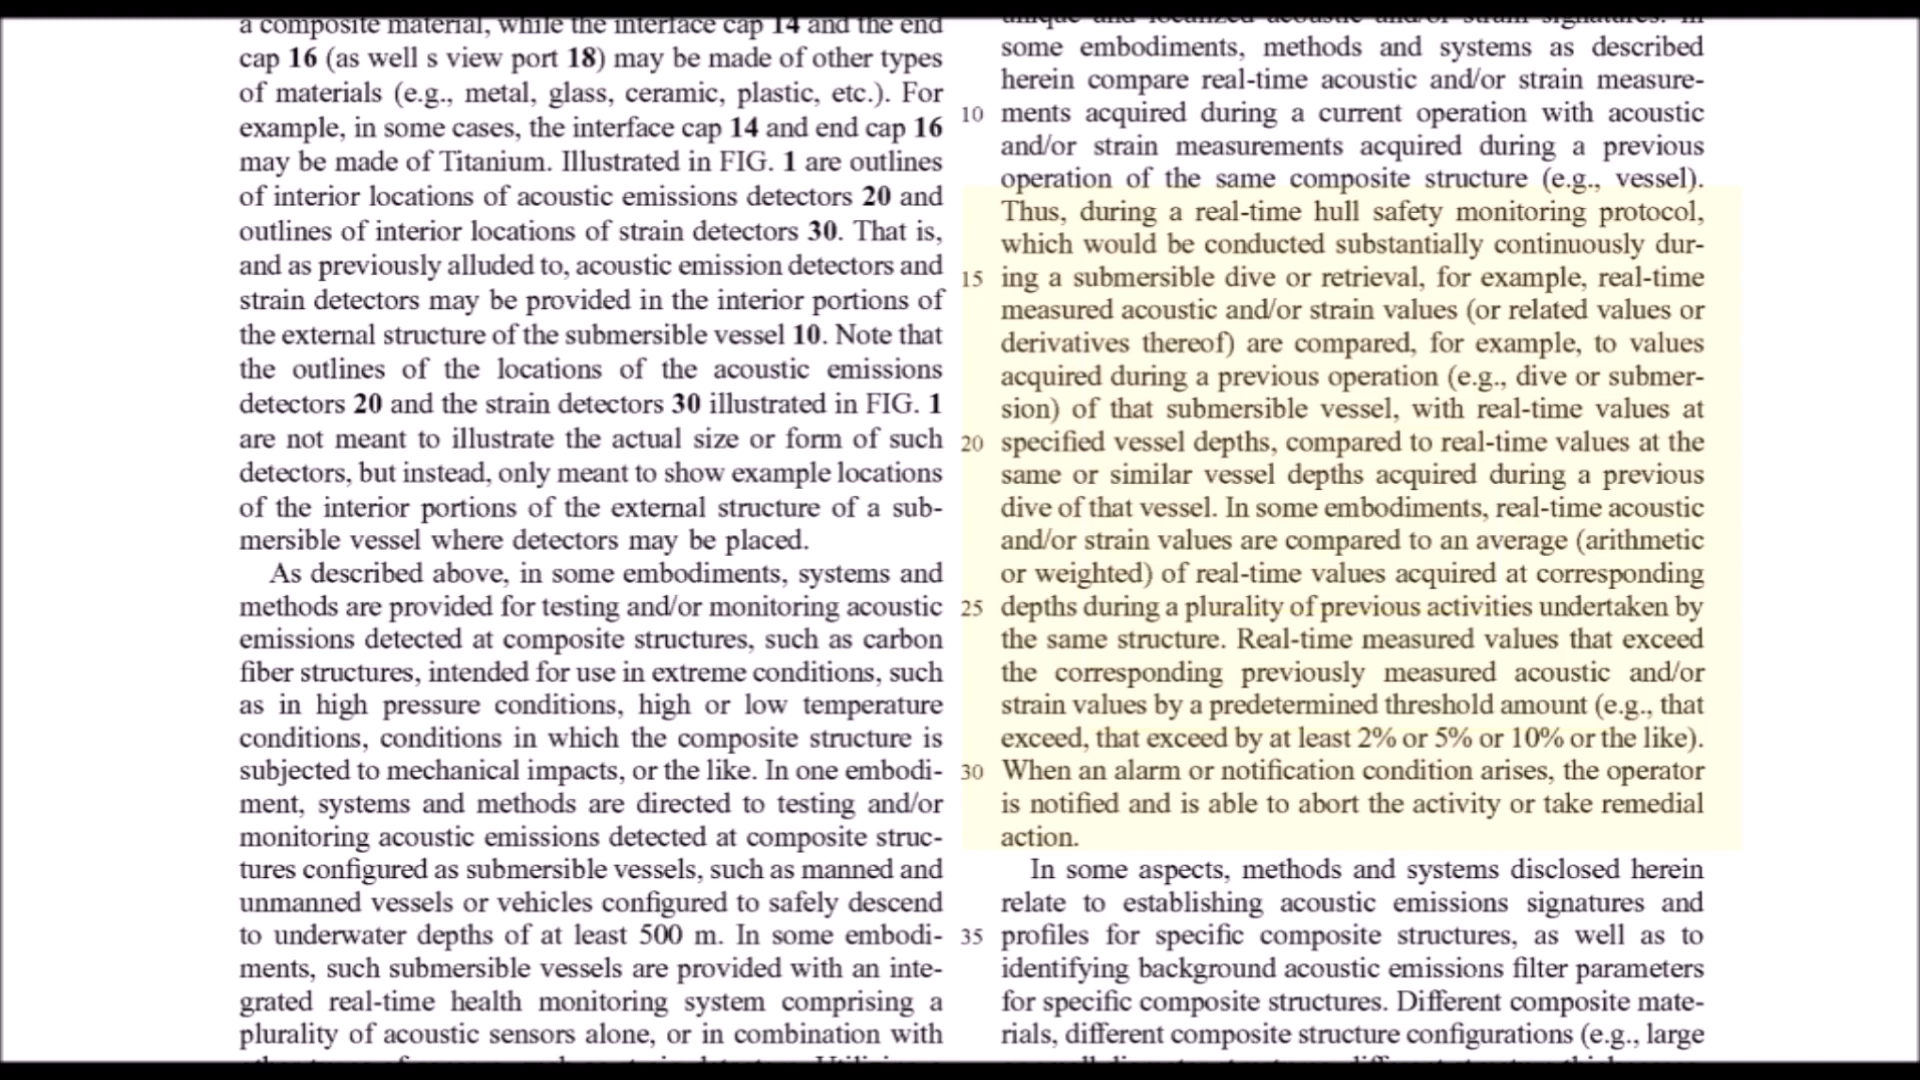 a composite material, while the interface cap 14 and the end
cap 16 (as well s view port 18) may be made of other types
of materials (e.g., metal, glass, ceramic, plastic, etc.). For
example, in some cases, the interface cap 14 and end cap 16
may be made of Titanium. Illustrated in FIG. 1 are outlines
of interior locations of acoustic emissions detectors 20 and
outlines of interior locations of strain detectors 30. That is,
and as previously alluded to, acoustic emission detectors and
strain detectors may be provided in the interior portions of
the external structure of the submersible vessel 10. Note that
the outlines of the locations of the acoustic emissions
detectors 20 and the strain detectors 30 illustrated in FIG. 1
are not meant to illustrate the actual size or form of such
detectors, but instead, only meant to show example locations
of the interior portions of the external structure of a sub-
mersible vessel where detectors may be placed.
As described above, in some embodiments, systems and
methods are provided for testing and/or monitoring acoustic
emissions detected at composite structures, such as carbon
fiber structures, intended for use in extreme conditions, such
as in high pressure conditions, high or low temperature
conditions, conditions in which the composite structure is
subjected to mechanical impacts, or the like. In one embodi-
ment, systems and methods are directed to testing and/or
monitoring acoustic emissions detected at composite struc-
tures configured as submersible vessels, such as manned and
unmanned vessels or vehicles configured to safely descend
to underwater depths of at least 500 m. In some embodi-
ments, such submersible vessels are provided with an inte-
grated real-time health monitoring system comprising a
plurality of acoustic sensors alone, or in combination with
unique and localized acoustic and/or strain signatures. In
some embodiments, methods and systems as described
herein compare real-time acoustic and/or strain measure-
10 ments acquired during a current operation with acoustic
and/or strain measurements acquired during a previous
operation of the same composite structure (e.g., vessel).
Thus, during a real-time hull safety monitoring protocol,
which would be conducted substantially continuously dur-
15 ing a submersible dive or retrieval, for example, real-time
measured acoustic and/or strain values (or related values or
derivatives thereof) are compared, for example, to values
acquired during a previous operation (e.g., dive or submer-
sion) of that submersible vessel, with real-time values at
20 specified vessel depths, compared to real-time values at the
same or similar vessel depths acquired during a previous
dive of that vessel. In some embodiments, real-time acoustic
and/or strain values are compared to an average (arithmetic
or weighted) of real-time values acquired at corresponding
25 depths during a plurality of previous activities undertaken by
the same structure. Real-time measured values that exceed
the corresponding previously measured acoustic and/or
strain values by a predetermined threshold amount (e.g., that
exceed, that exceed by at least 2% or 5% or 10% or the like).
30 When an alarm or notification condition arises, the operator
is notified and is able to abort the activity or take remedial
action.
In some aspects, methods and systems disclosed herein
relate to establishing acoustic emissions signatures and
35 profiles for specific composite structures, as well as to
identifying background acoustic emissions filter parameters
for specific composite structures. Different composite mate-
rials, different composite structure configurations (e.g., large